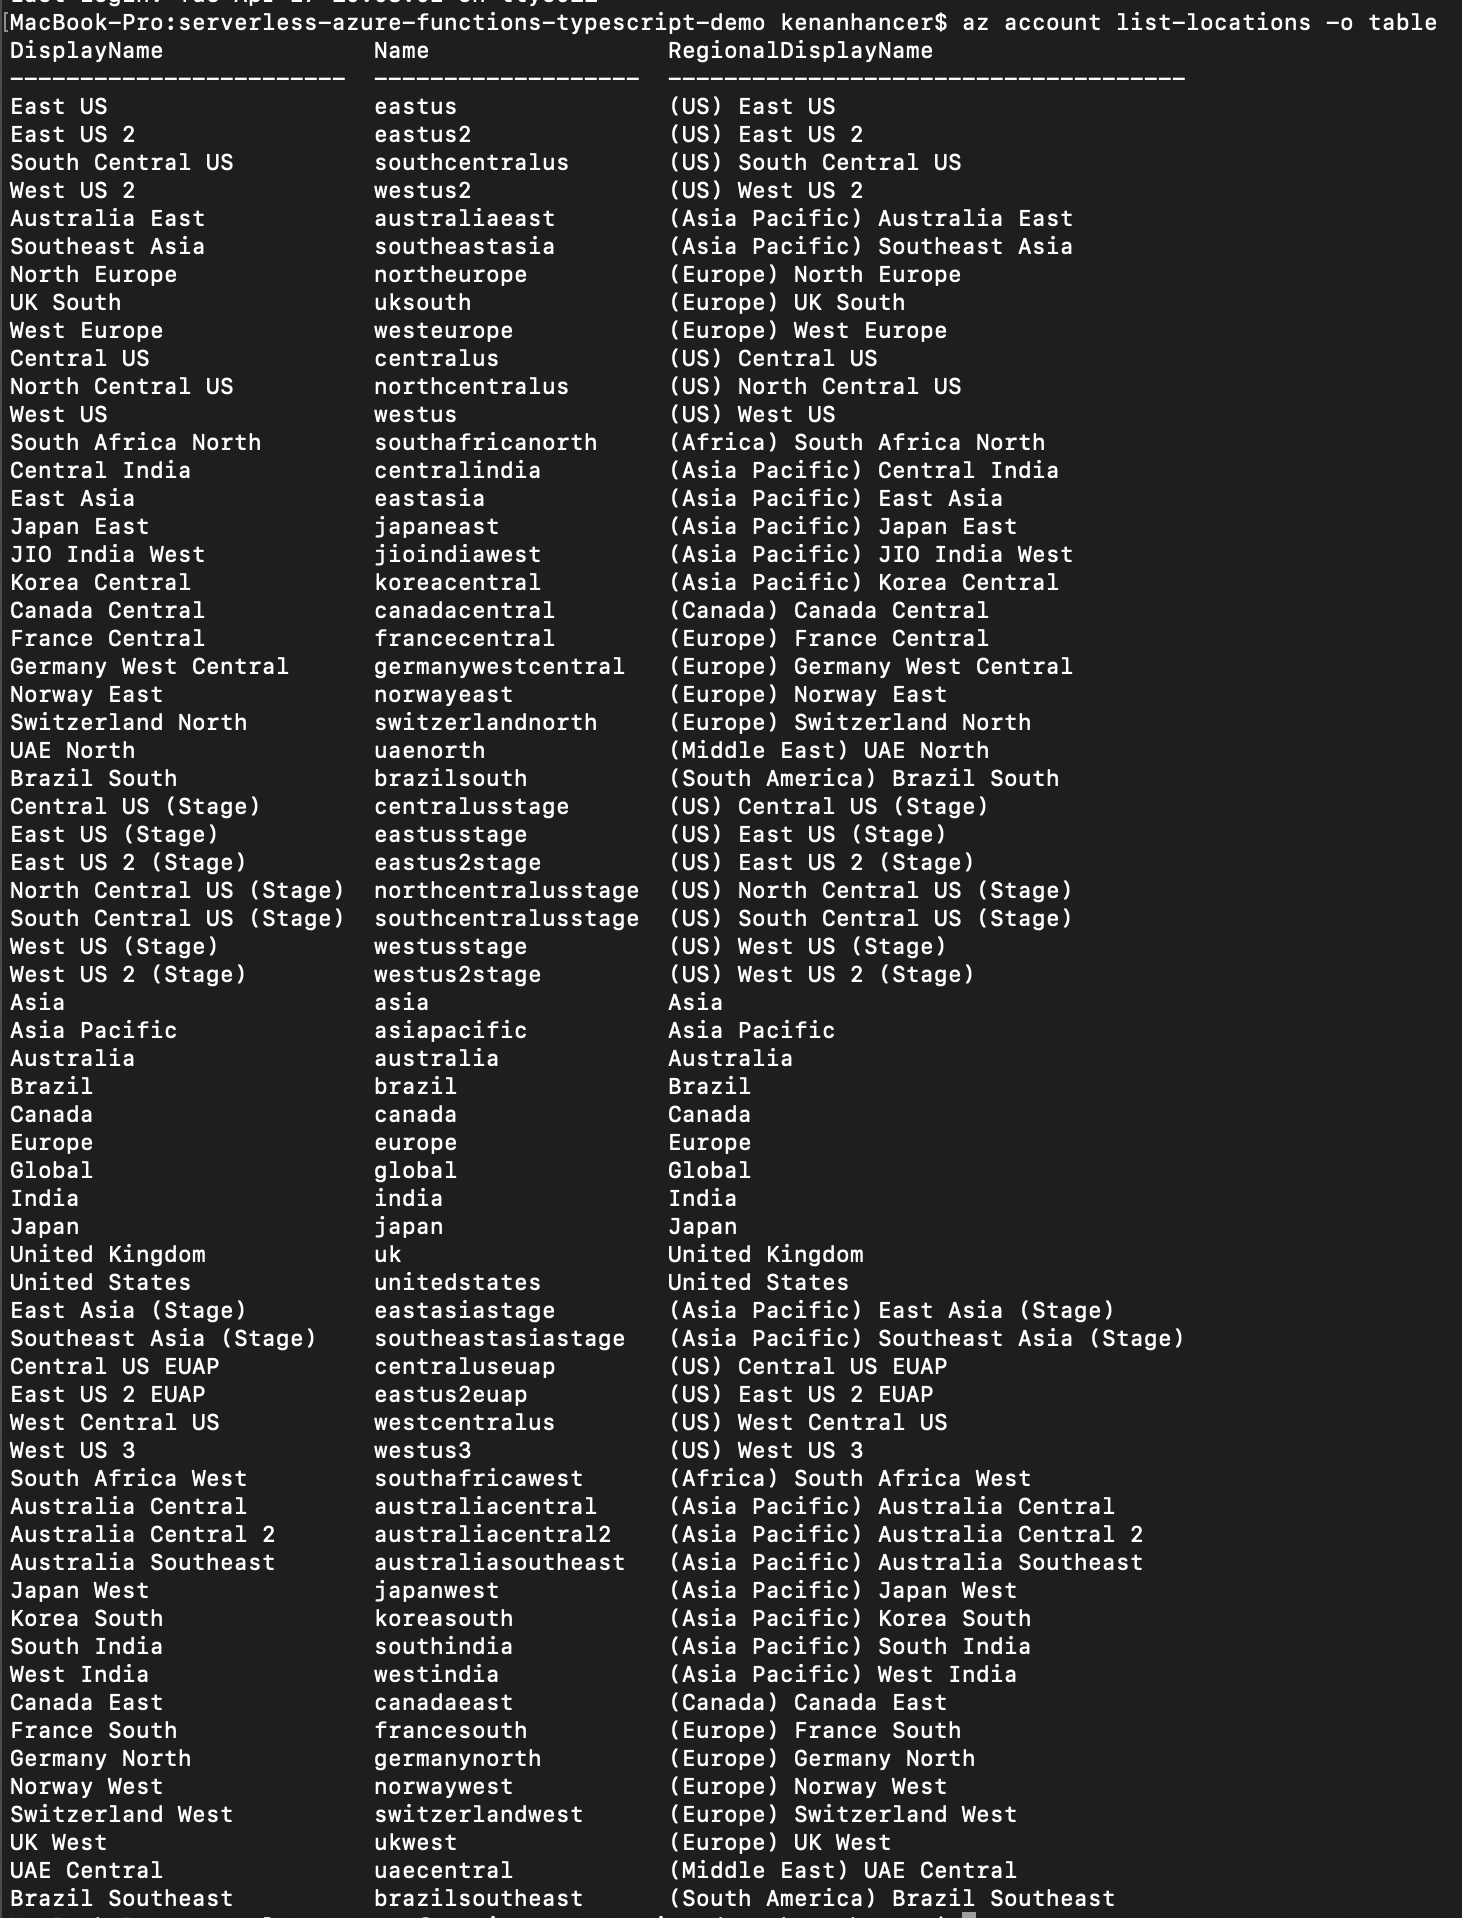 [MacBook-Pro:serverless-azure-functions-typescript-demo kenanhancer$ az account list-locations -o table
DisplayName Name RegionalDisplayName
------------------------ ------------------- -------------------------------------
East US eastus (US) East US
East US 2 eastus2 (US) East US 2
South Central US southcentralus (US) South Central US
West US 2 westus2 (US) West US 2
Australia East australiaeast (Asia Pacific) Australia East
Southeast Asia southeastasia (Asia Pacific) Southeast Asia
North Europe northeurope (Europe) North Europe
UK South uksouth (Europe) UK South
West Europe westeurope (Europe) West Europe
Central US centralus (US) Central US
North Central US northcentralus (US) North Central US
West US westus (US) West US
South Africa North southafricanorth (Africa) South Africa North
Central India centralindia (Asia Pacific) Central India
East Asia eastasia (Asia Pacific) East Asia
Japan East japaneast (Asia Pacific) Japan East
JIO India West jioindiawest (Asia Pacific) JIO India West
Korea Central koreacentral (Asia Pacific) Korea Central
Canada Central canadacentral (Canada) Canada Central
France Central francecentral (Europe) France Central
Germany West Central germanywestcentral (Europe) Germany West Central
Norway East norwayeast (Europe) Norway East
Switzerland North switzerlandnorth (Europe) Switzerland North
UAE North uaenorth (Middle East) UAE North
Brazil South brazilsouth (South America) Brazil South
Central US (Stage) centralusstage (US) Central US (Stage)
East US (Stage) eastusstage (US) East US (Stage)
East US 2 (Stage) eastus2stage (US) East US 2 (Stage)
North Central US (Stage) northcentralusstage (US) North Central US (Stage)
South Central US (Stage) southcentralusstage (US) South Central US (Stage)
West US (Stage) westusstage (US) West US (Stage)
West US 2 (Stage) westus2stage (US) West US 2 (Stage)
Asia asia Asia
Asia Pacific asiapacific Asia Pacific
Australia australia Australia
Brazil brazil Brazil
Canada canada Canada
Europe europe Europe
Global global Global
India india India
Japan japan Japan
United Kingdom uk United Kingdom
United States unitedstates United States
East Asia (Stage) eastasiastage (Asia Pacific) East Asia (Stage)
Southeast Asia (Stage) southeastasiastage (Asia Pacific) Southeast Asia (Stage)
Central US EUAP centraluseuap (US) Central US EUAP
East US 2 EUAP eastus2euap (US) East US 2 EUAP
West Central US westcentralus (US) West Central US
West US 3 westus3 (US) West US 3
South Africa West southafricawest (Africa) South Africa West
Australia Central australiacentral (Asia Pacific) Australia Central
Australia Central 2 australiacentral2 (Asia Pacific) Australia Central 2
Australia Southeast australiasoutheast (Asia Pacific) Australia Southeast
Japan West japanwest (Asia Pacific) Japan West
Korea South koreasouth (Asia Pacific) Korea South
South India southindia (Asia Pacific) South India
West India westindia (Asia Pacific) West India
Canada East canadaeast (Canada) Canada East
France South francesouth (Europe) France South
Germany North germanynorth (Europe) Germany North
Norway West norwaywest (Europe) Norway West
Switzerland West switzerlandwest (Europe) Switzerland West
UK West ukwest (Europe) UK West
UAE Central uaecentral (Middle East) UAE Central
Brazil Southeast brazilsoutheast (South America) Brazil Southeast